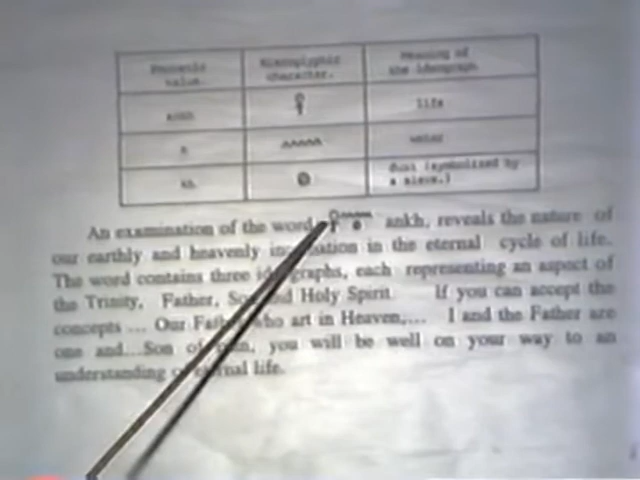 Phonetic Hieroglyphic Meaning of
value. character. the ideograph
ankh life
n water
kh dust (symbolized by
a sieve.)
An examination of the word ankh, reveals the nature of
our earthly and heavenly in the eternal cycle of life.
The word contains three ideographs, each representing an aspect of
the Trinity, Father, Son and Holy Spirit If you can accept the
concepts ... Our Father who art in Heaven,... I and the Father are
one and...Son of you will be well on your way to an
understanding eternal life.